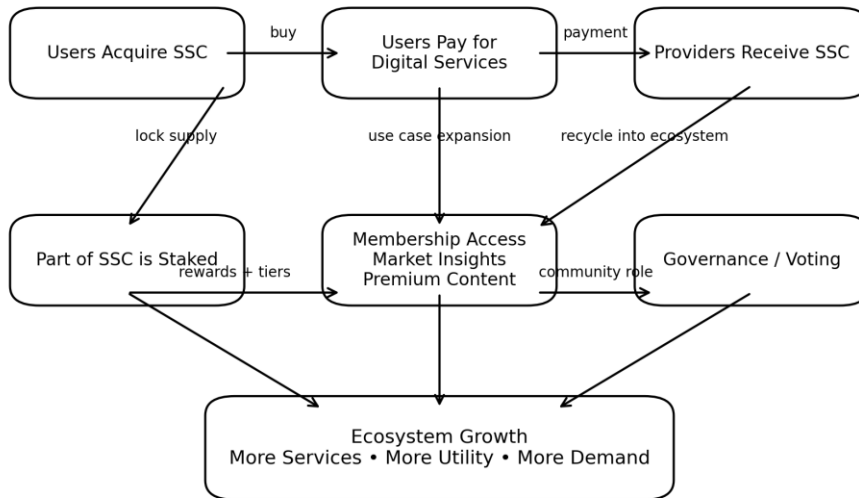 buy
payment
Users Acquire SSC
Users Pay for
Digital Services
Providers Receive SSC
lock supply
use case expansion
recycle into ecosystem
Part of SSC is Staked
rewards + tiers
Membership Access
Market Insights
Premium Content
community role
Governance / Voting
Ecosystem Growth
More Services • More Utility • More Demand